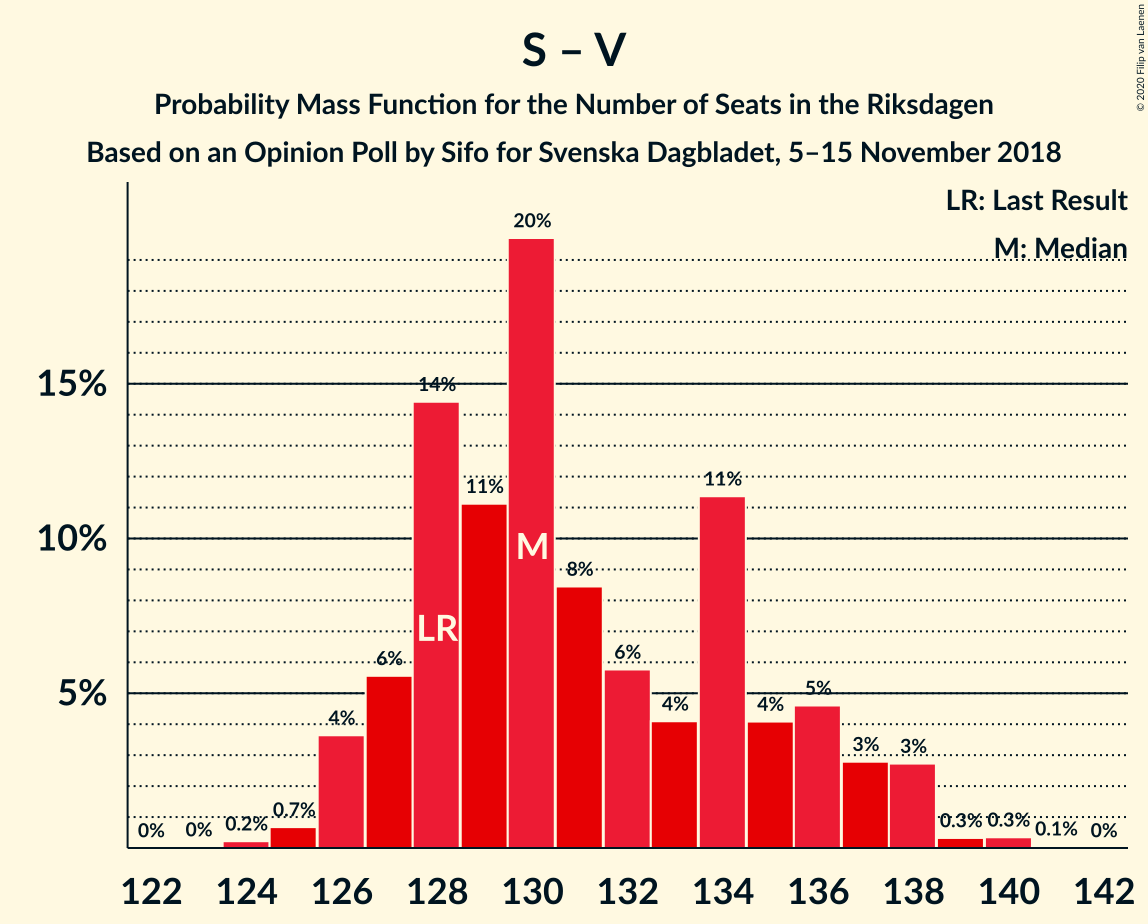 S – V
Probability Mass Function for the Number of Seats in the Riksdagen
Based on an Opinion Poll by Sifo for Svenska Dagbladet, 5–15 November 2018
© 2020 Filip van Laenen
LR: Last Result
M: Median
15%
10%
5%
0%
0%
0.2%
0.7%
4%
6%
14%
11%
20%
8%
6%
4%
11%
4%
5%
3%
3%
0.3%
0.3%
0.1%
0%
LR
M
122 124 126 128 130 132 134 136 138 140 142